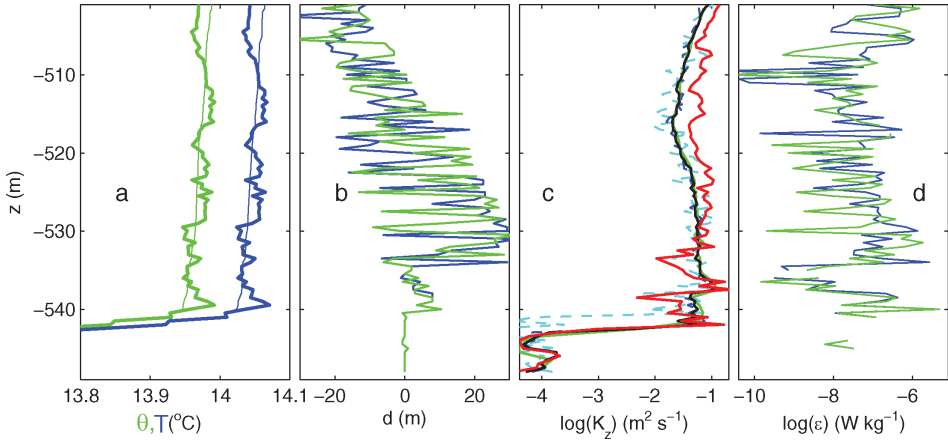 z (m)
−510
−520
−530
−540
a
b
c
d
13.8
13.9
14
14.1
−20
0
20
−4
−3
−2
−1
−10
−8
−6
θ,T(°C)
d (m)
log(K_z) (m² s⁻¹)
log(ε) (W kg⁻¹)